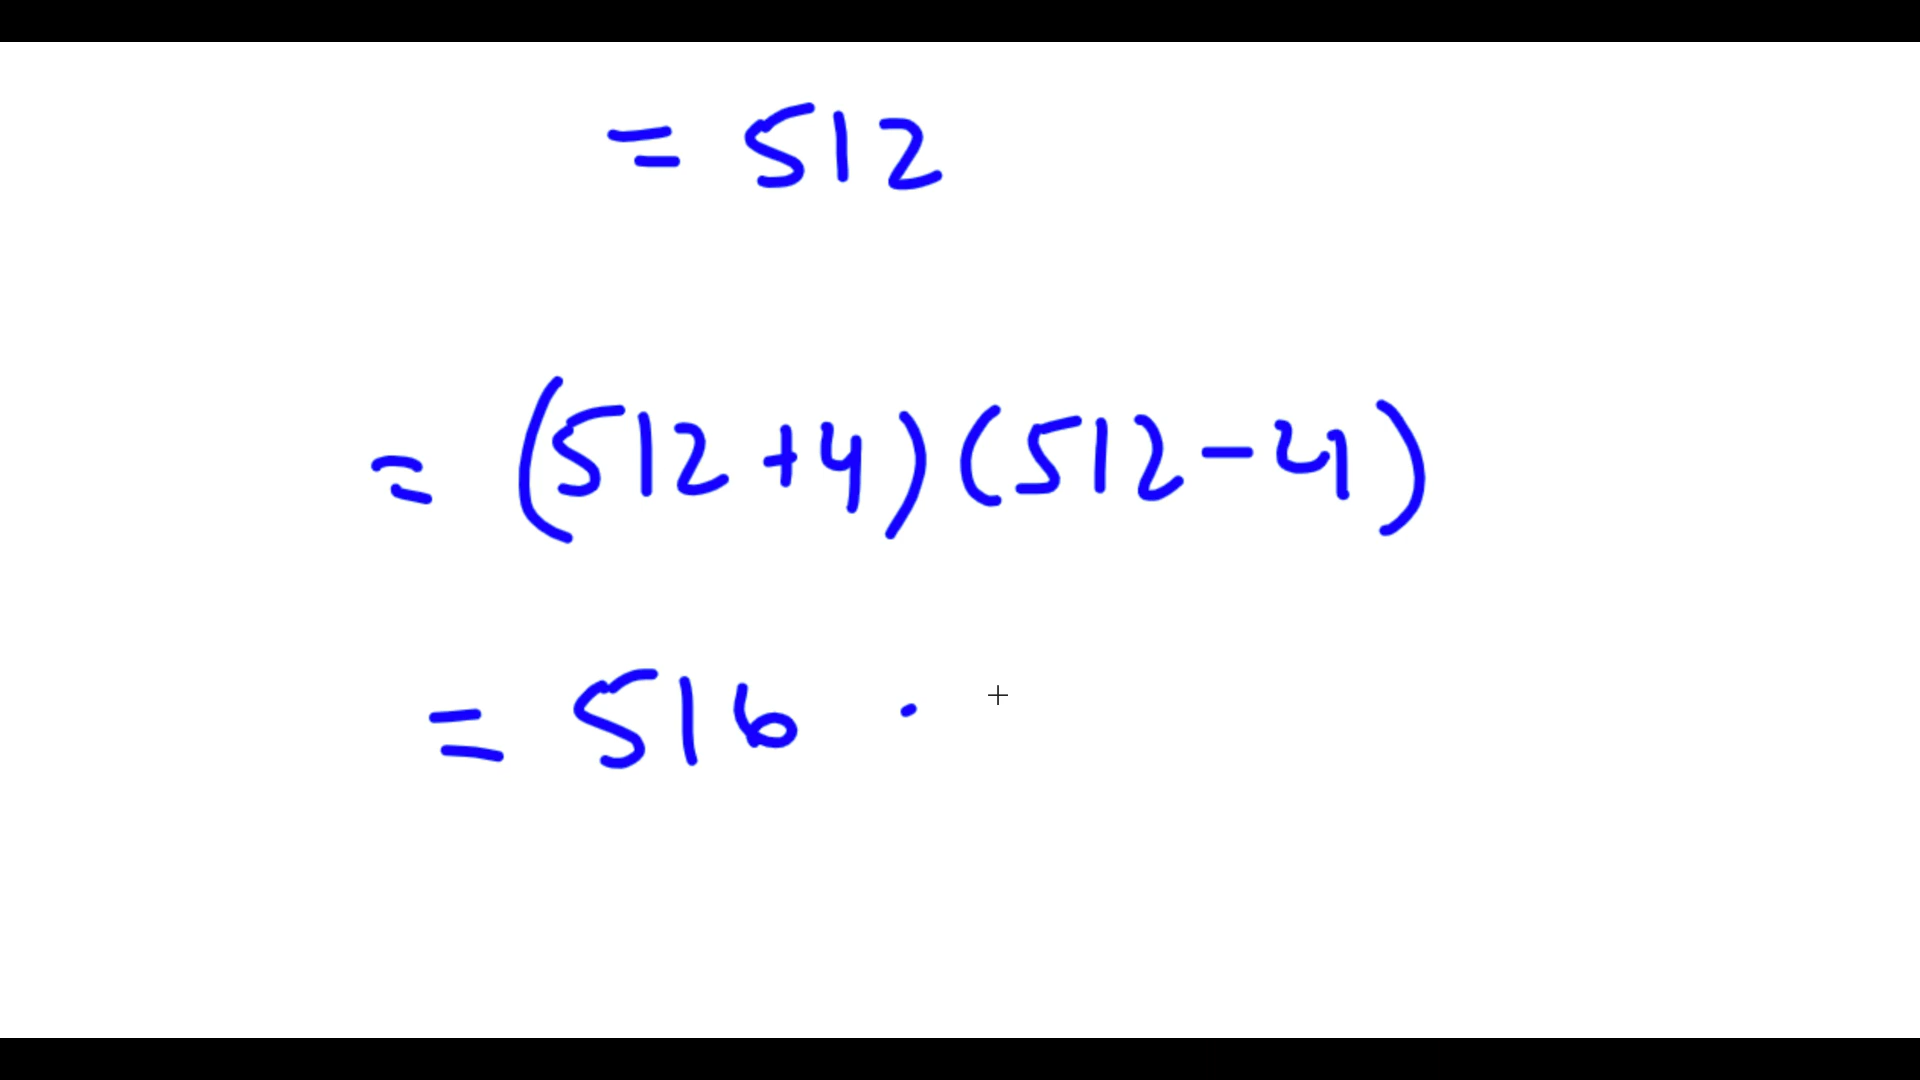 = 512
= (512+4)(512-4)
= 516 ·